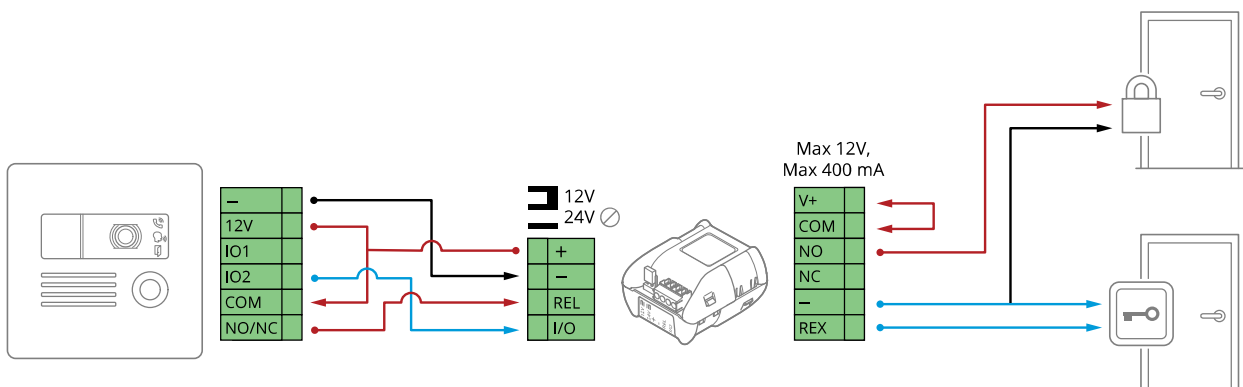 Max 12V,
Max 400 mA
12V
24V
–
12V
IO1
IO2
COM
NO/NC
+
–
REL
I/O
V+
COM
NO
NC
–
REX